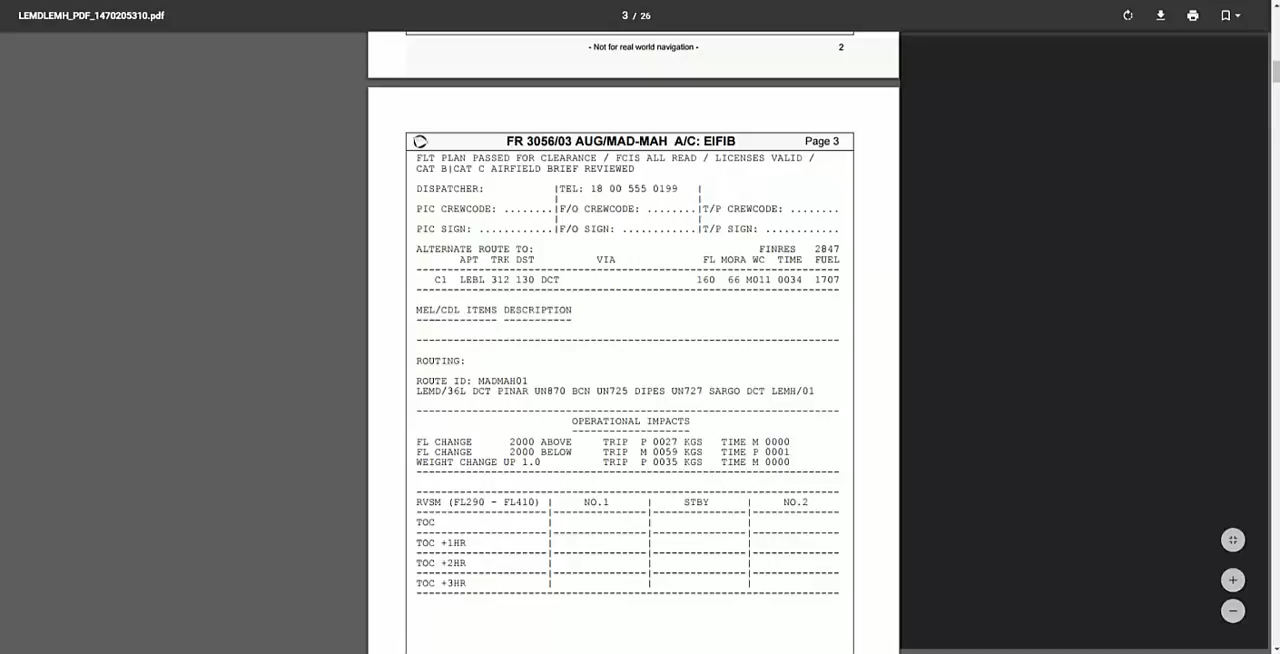 LEMDLEMH_PDF_1470205310.pdf
3 / 26
- Not for real world navigation -
2
FR 3056/03 AUG/MAD-MAH A/C: EIFIB Page 3
FLT PLAN PASSED FOR CLEARANCE / FCIS ALL READ / LICENSES VALID /
CAT B|CAT C AIRFIELD BRIEF REVIEWED
DISPATCHER: |TEL: 18 00 555 0199 |
PIC CREWCODE: ........|F/O CREWCODE: ........|T/P CREWCODE: ........
PIC SIGN: ............|F/O SIGN: ............|T/P SIGN: ............
ALTERNATE ROUTE TO: FINRES 2847
APT TRK DST VIA FL MORA WC TIME FUEL
C1 LEBL 312 130 DCT 160 66 M011 0034 1707
MEL/CDL ITEMS DESCRIPTION
ROUTING:
ROUTE ID: MADMAH01
LEMD/36L DCT PINAR UN870 BCN UN725 DIPES UN727 SARGO DCT LEMH/01
OPERATIONAL IMPACTS
FL CHANGE 2000 ABOVE TRIP P 0027 KGS TIME M 0000
FL CHANGE 2000 BELOW TRIP M 0059 KGS TIME P 0001
WEIGHT CHANGE UP 1.0 TRIP P 0035 KGS TIME M 0000
RVSM (FL290 - FL410) | NO.1 | STBY | NO.2
TOC
TOC +1HR
TOC +2HR
TOC +3HR